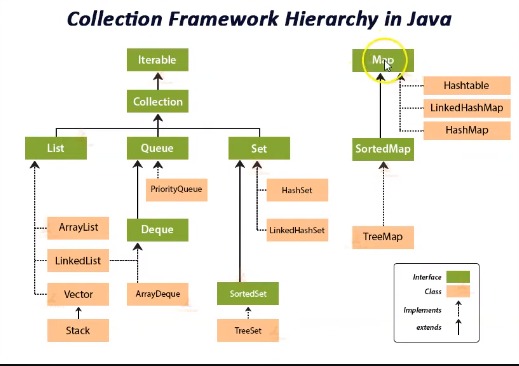 Collection Framework Hierarchy in Java
Iterable
Map
Hashtable
Collection
LinkedHashMap
HashMap
List
Queue
Set
SortedMap
PriorityQueue
HashSet
ArrayList
Deque
LinkedHashSet
TreeMap
LinkedList
Vector
ArrayDeque
SortedSet
Stack
TreeSet
Interface
Class
Implements
extends